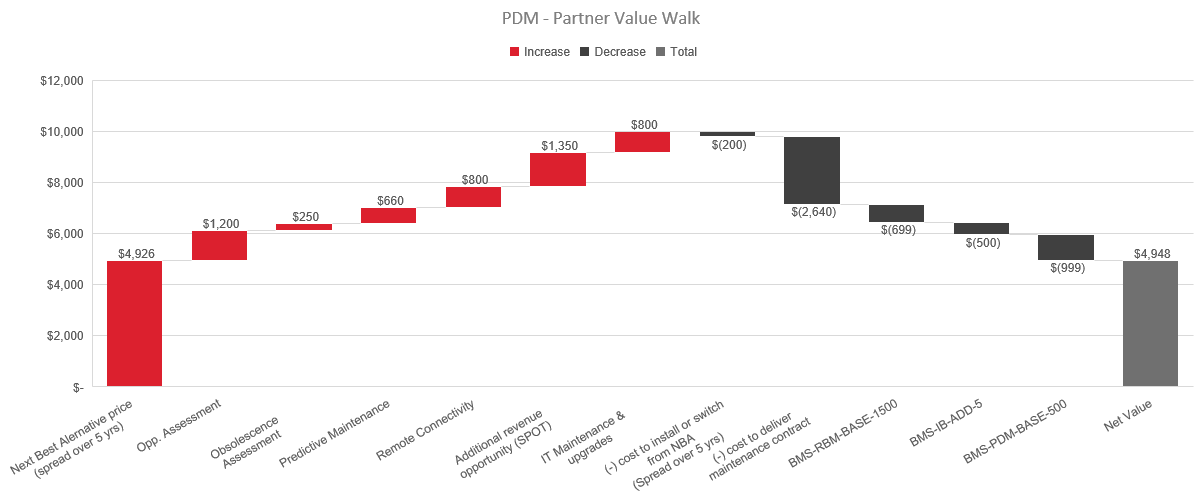 PDM - Partner Value Walk
Increase Decrease Total
$12,000
$10,000
$8,000
$6,000
$4,000
$2,000
$-
$4,926
$1,200
$250
$660
$800
$1,350
$800
$(200)
$(2,640)
$(699)
$(500)
$(999)
$4,948
Next Best Alernative price
(spread over 5 yrs)
Opp. Assessment
Obsolescence
Assessment
Predictive Maintenance
Remote Connectivity
Additional revenue
opportunity (SPOT)
IT Maintenance &
upgrades
(-) cost to install or switch
from NBA
(Spread over 5 yrs)
(-) cost to deliver
maintenance contract
BMS-RBM-BASE-1500
BMS-IB-ADD-5
BMS-PDM-BASE-500
Net Value